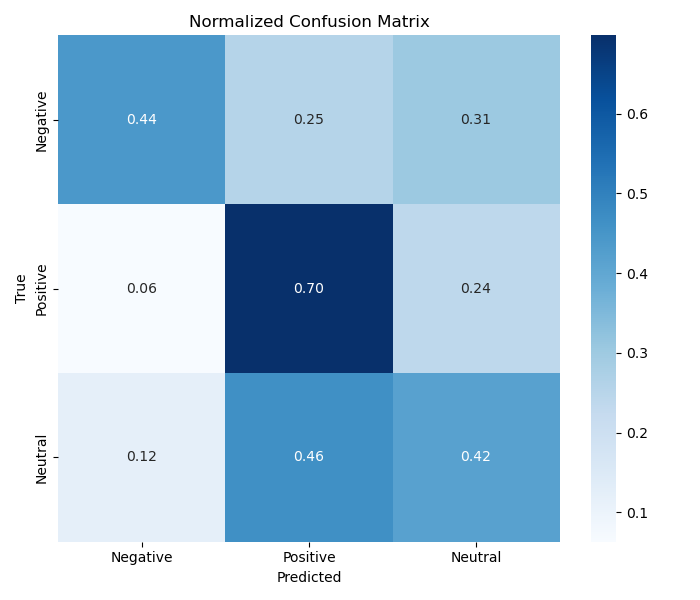 Normalized Confusion Matrix
True
Negative
0.44 0.25 0.31
Positive
0.06 0.70 0.24
Neutral
0.12 0.46 0.42
Negative Positive Neutral
Predicted
0.6
0.5
0.4
0.3
0.2
0.1